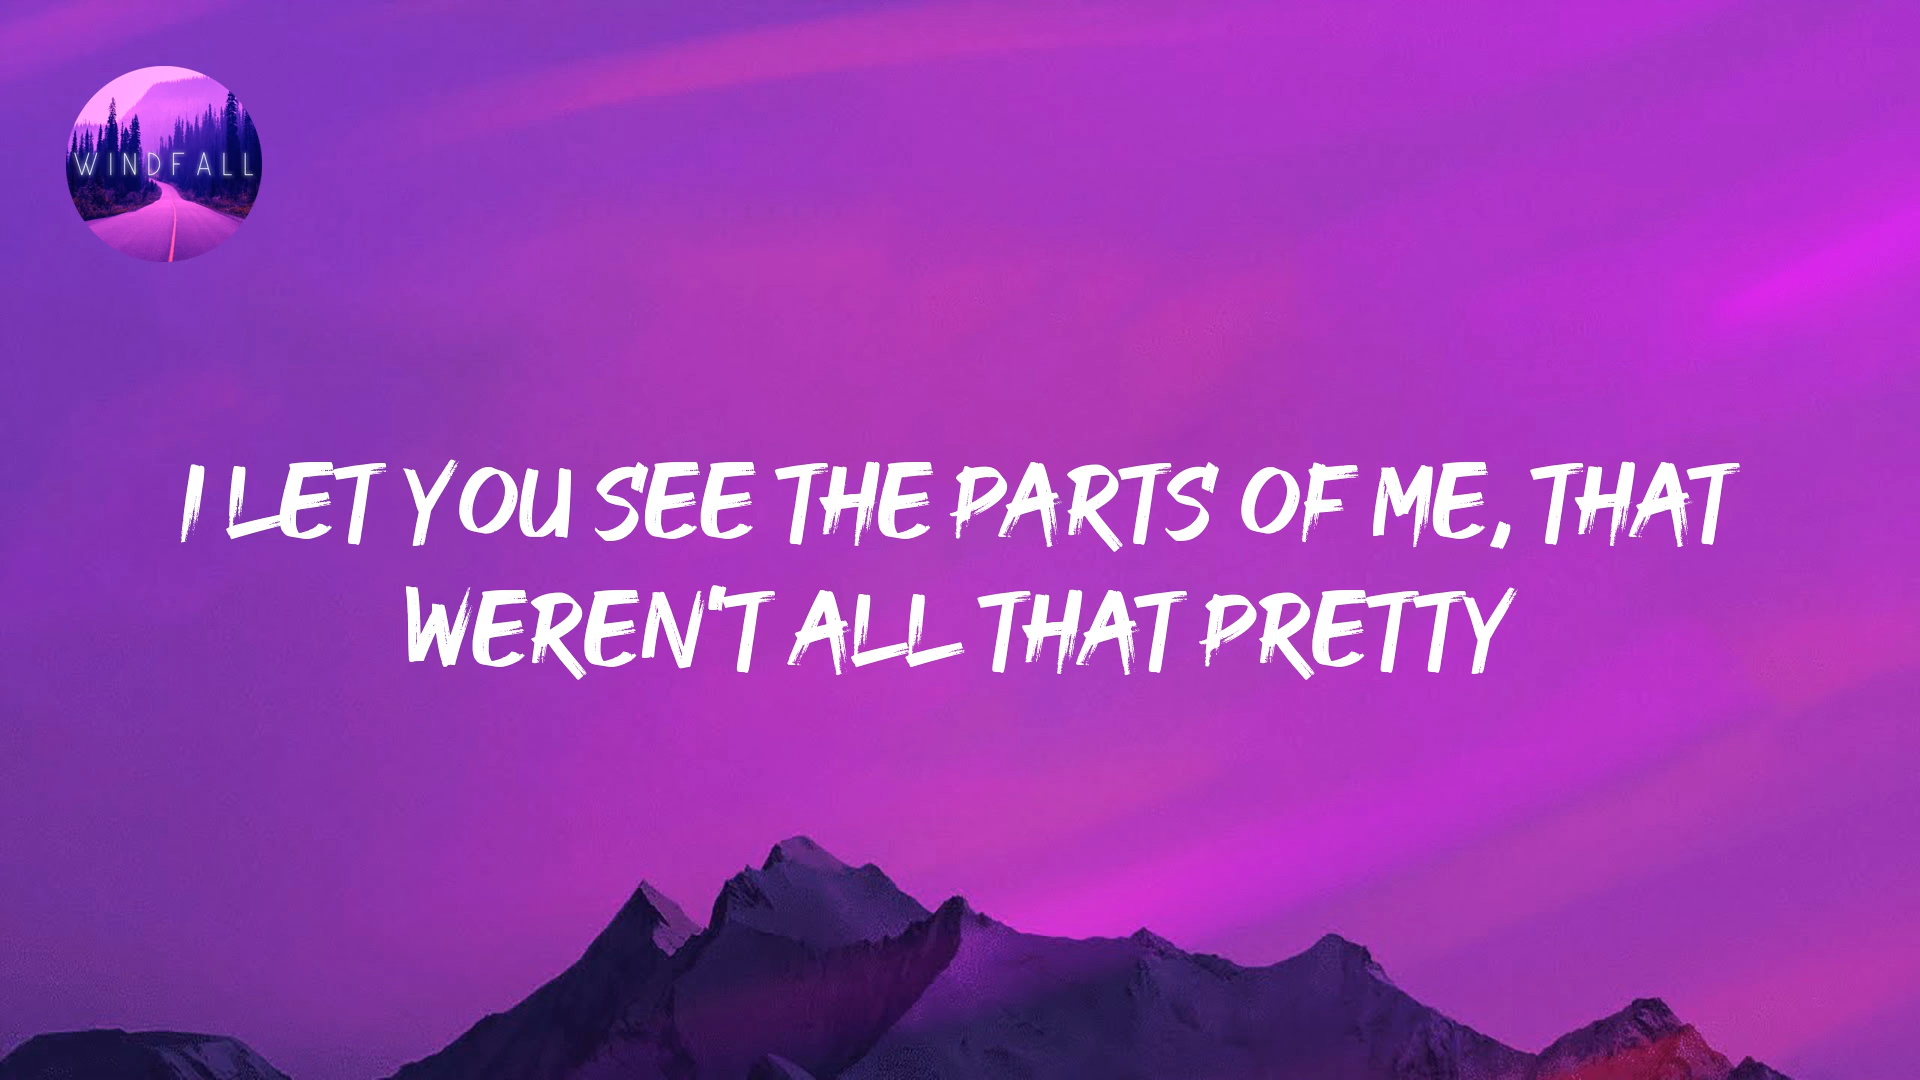 WINDFALL
I LET YOU SEE THE PARTS OF ME, THAT
WEREN'T ALL THAT PRETTY